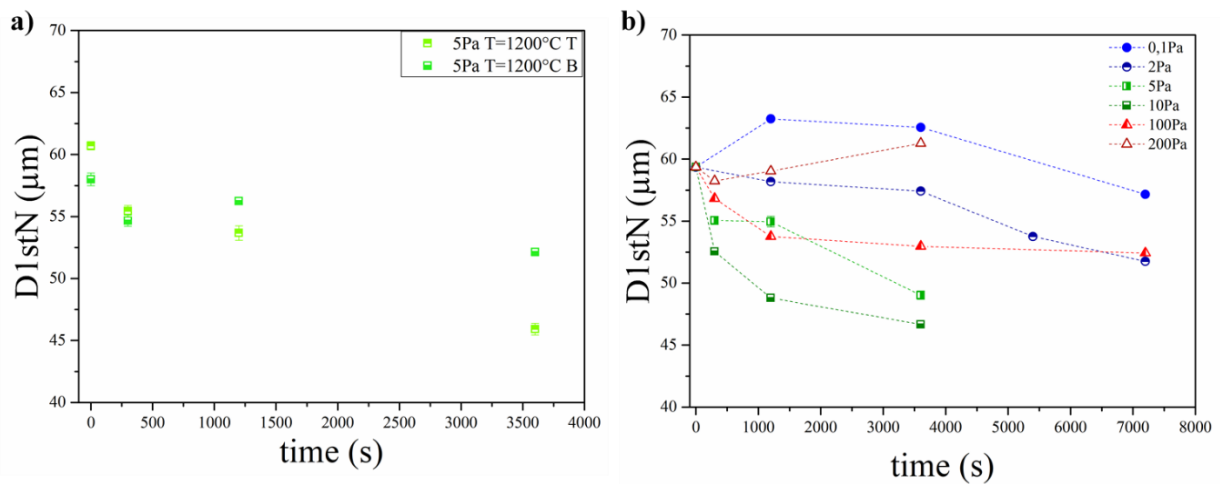 a)
70
65
60
55
50
45
40
D1stN (μm)
0 500 1000 1500 2000 2500 3000 3500 4000
time (s)
5Pa T=1200°C T
5Pa T=1200°C B
b)
70
65
60
55
50
45
40
D1stN (μm)
0 1000 2000 3000 4000 5000 6000 7000 8000
time (s)
0,1Pa
2Pa
5Pa
10Pa
100Pa
200Pa